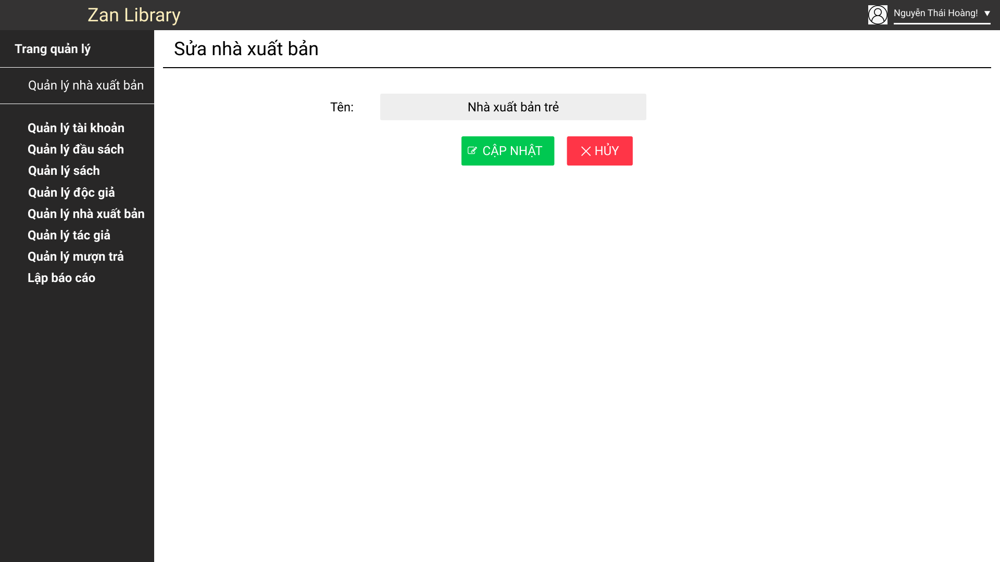 Zan Library
Nguyễn Thái Hoàng!
Trang quản lý
Quản lý nhà xuất bản
Quản lý tài khoản
Quản lý đầu sách
Quản lý sách
Quản lý độc giả
Quản lý nhà xuất bản
Quản lý tác giả
Quản lý mượn trả
Lập báo cáo
Sửa nhà xuất bản
Tên: Nhà xuất bản trẻ
CẬP NHẬT HỦY